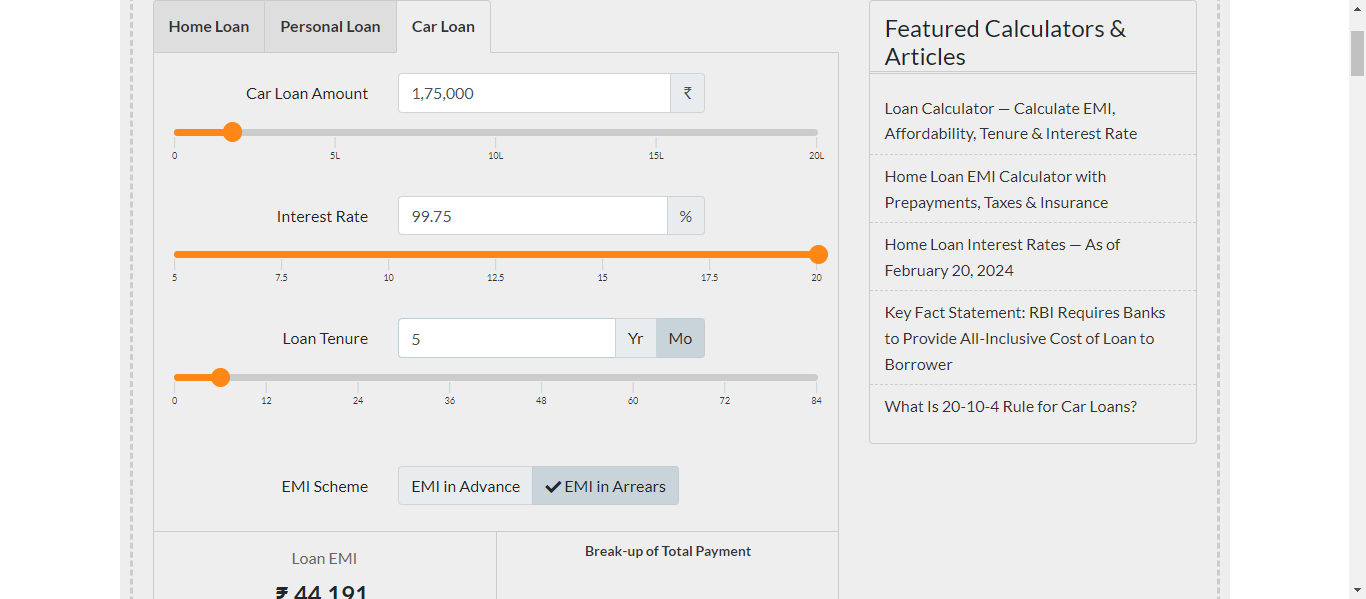 Home Loan
Personal Loan
Car Loan
Car Loan Amount
1,75,000
₹
0
5L
10L
15L
20L
Interest Rate
99.75
%
5
7.5
10
12.5
15
17.5
20
Loan Tenure
5
Yr
Mo
0
12
24
36
48
60
72
84
EMI Scheme
EMI in Advance
EMI in Arrears
Loan EMI
₹ 44,191
Break-up of Total Payment
Featured Calculators &
Articles
Loan Calculator — Calculate EMI,
Affordability, Tenure & Interest Rate
Home Loan EMI Calculator with
Prepayments, Taxes & Insurance
Home Loan Interest Rates — As of
February 20, 2024
Key Fact Statement: RBI Requires Banks
to Provide All-Inclusive Cost of Loan to
Borrower
What Is 20-10-4 Rule for Car Loans?